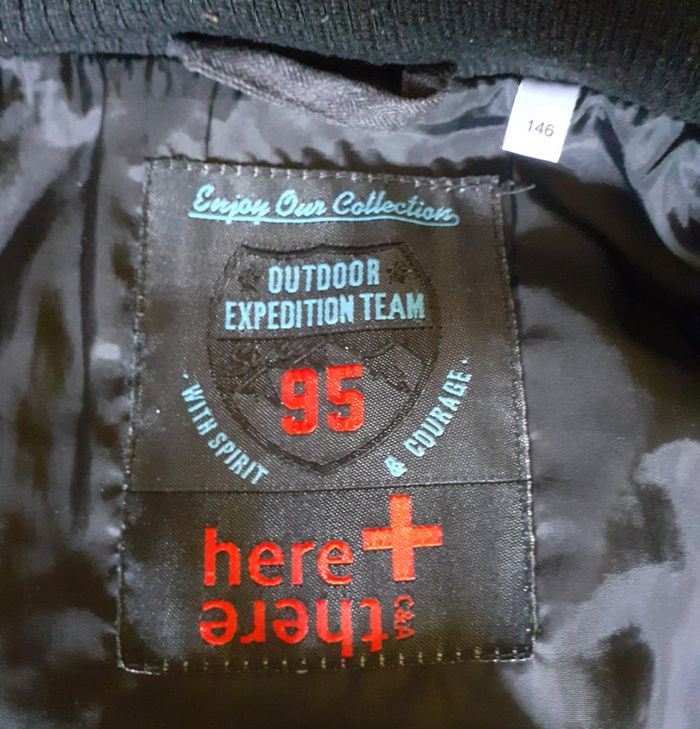 146
Enjoy Our Collection
OUTDOOR
EXPEDITION TEAM
95
· WITH SPIRIT
& COURAGE ·
here+
there
C&A